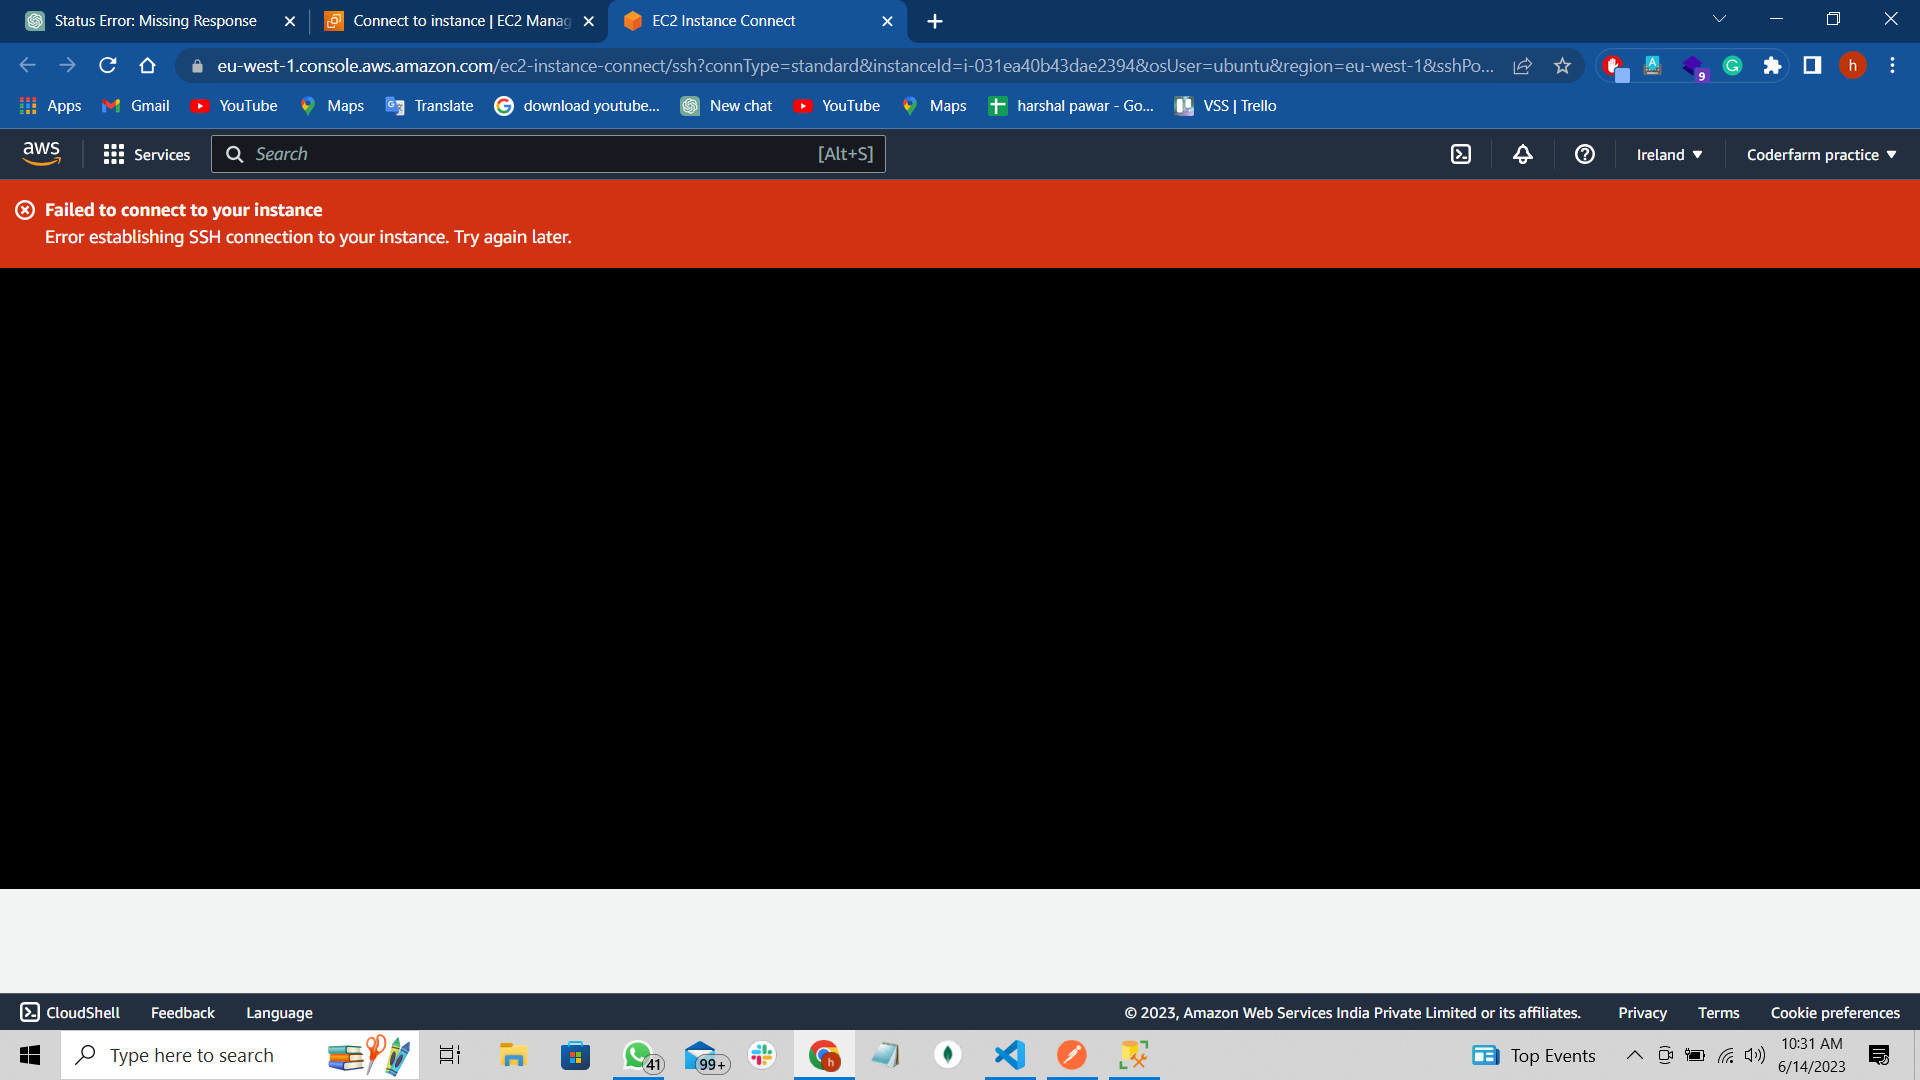 Status Error: Missing Response
Connect to instance | EC2 Manag
EC2 Instance Connect
eu-west-1.console.aws.amazon.com/ec2-instance-connect/ssh?connType=standard&instanceId=i-031ea40b43dae2394&osUser=ubuntu&region=eu-west-1&sshPo...
9
h
Apps
Gmail
YouTube
Maps
Translate
download youtube...
New chat
YouTube
Maps
harshal pawar - Go...
VSS | Trello
aws
Services
Search
[Alt+S]
Ireland
Coderfarm practice
Failed to connect to your instance
Error establishing SSH connection to your instance. Try again later.
CloudShell
Feedback
Language
© 2023, Amazon Web Services India Private Limited or its affiliates.
Privacy
Terms
Cookie preferences
Type here to search
41
99+
h
Top Events
10:31 AM
6/14/2023